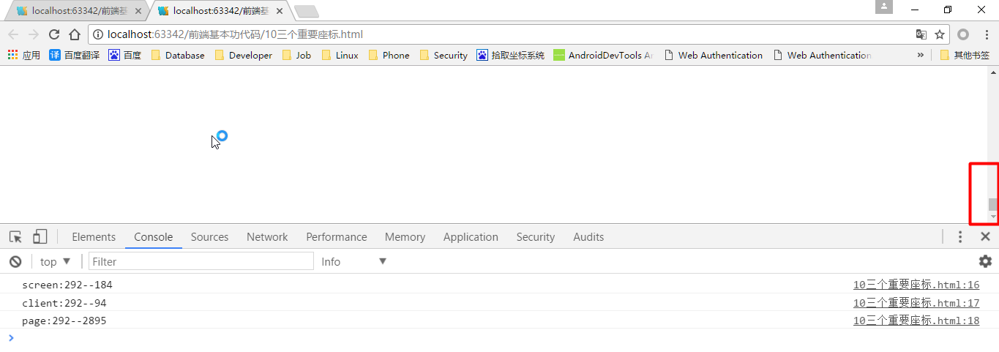 localhost:63342/前端基
localhost:63342/前端基
localhost:63342/前端基本功代码/10三个重要座标.html
应用 译 百度翻译 百度 Database Developer Job Linux Phone Security 拾取坐标系统 AndroidDevTools Web Authentication Web Authentication » 其他书签
Elements Console Sources Network Performance Memory Application Security Audits
top Filter Info
screen:292--184 10三个重要座标.html:16
client:292--94 10三个重要座标.html:17
page:292--2895 10三个重要座标.html:18